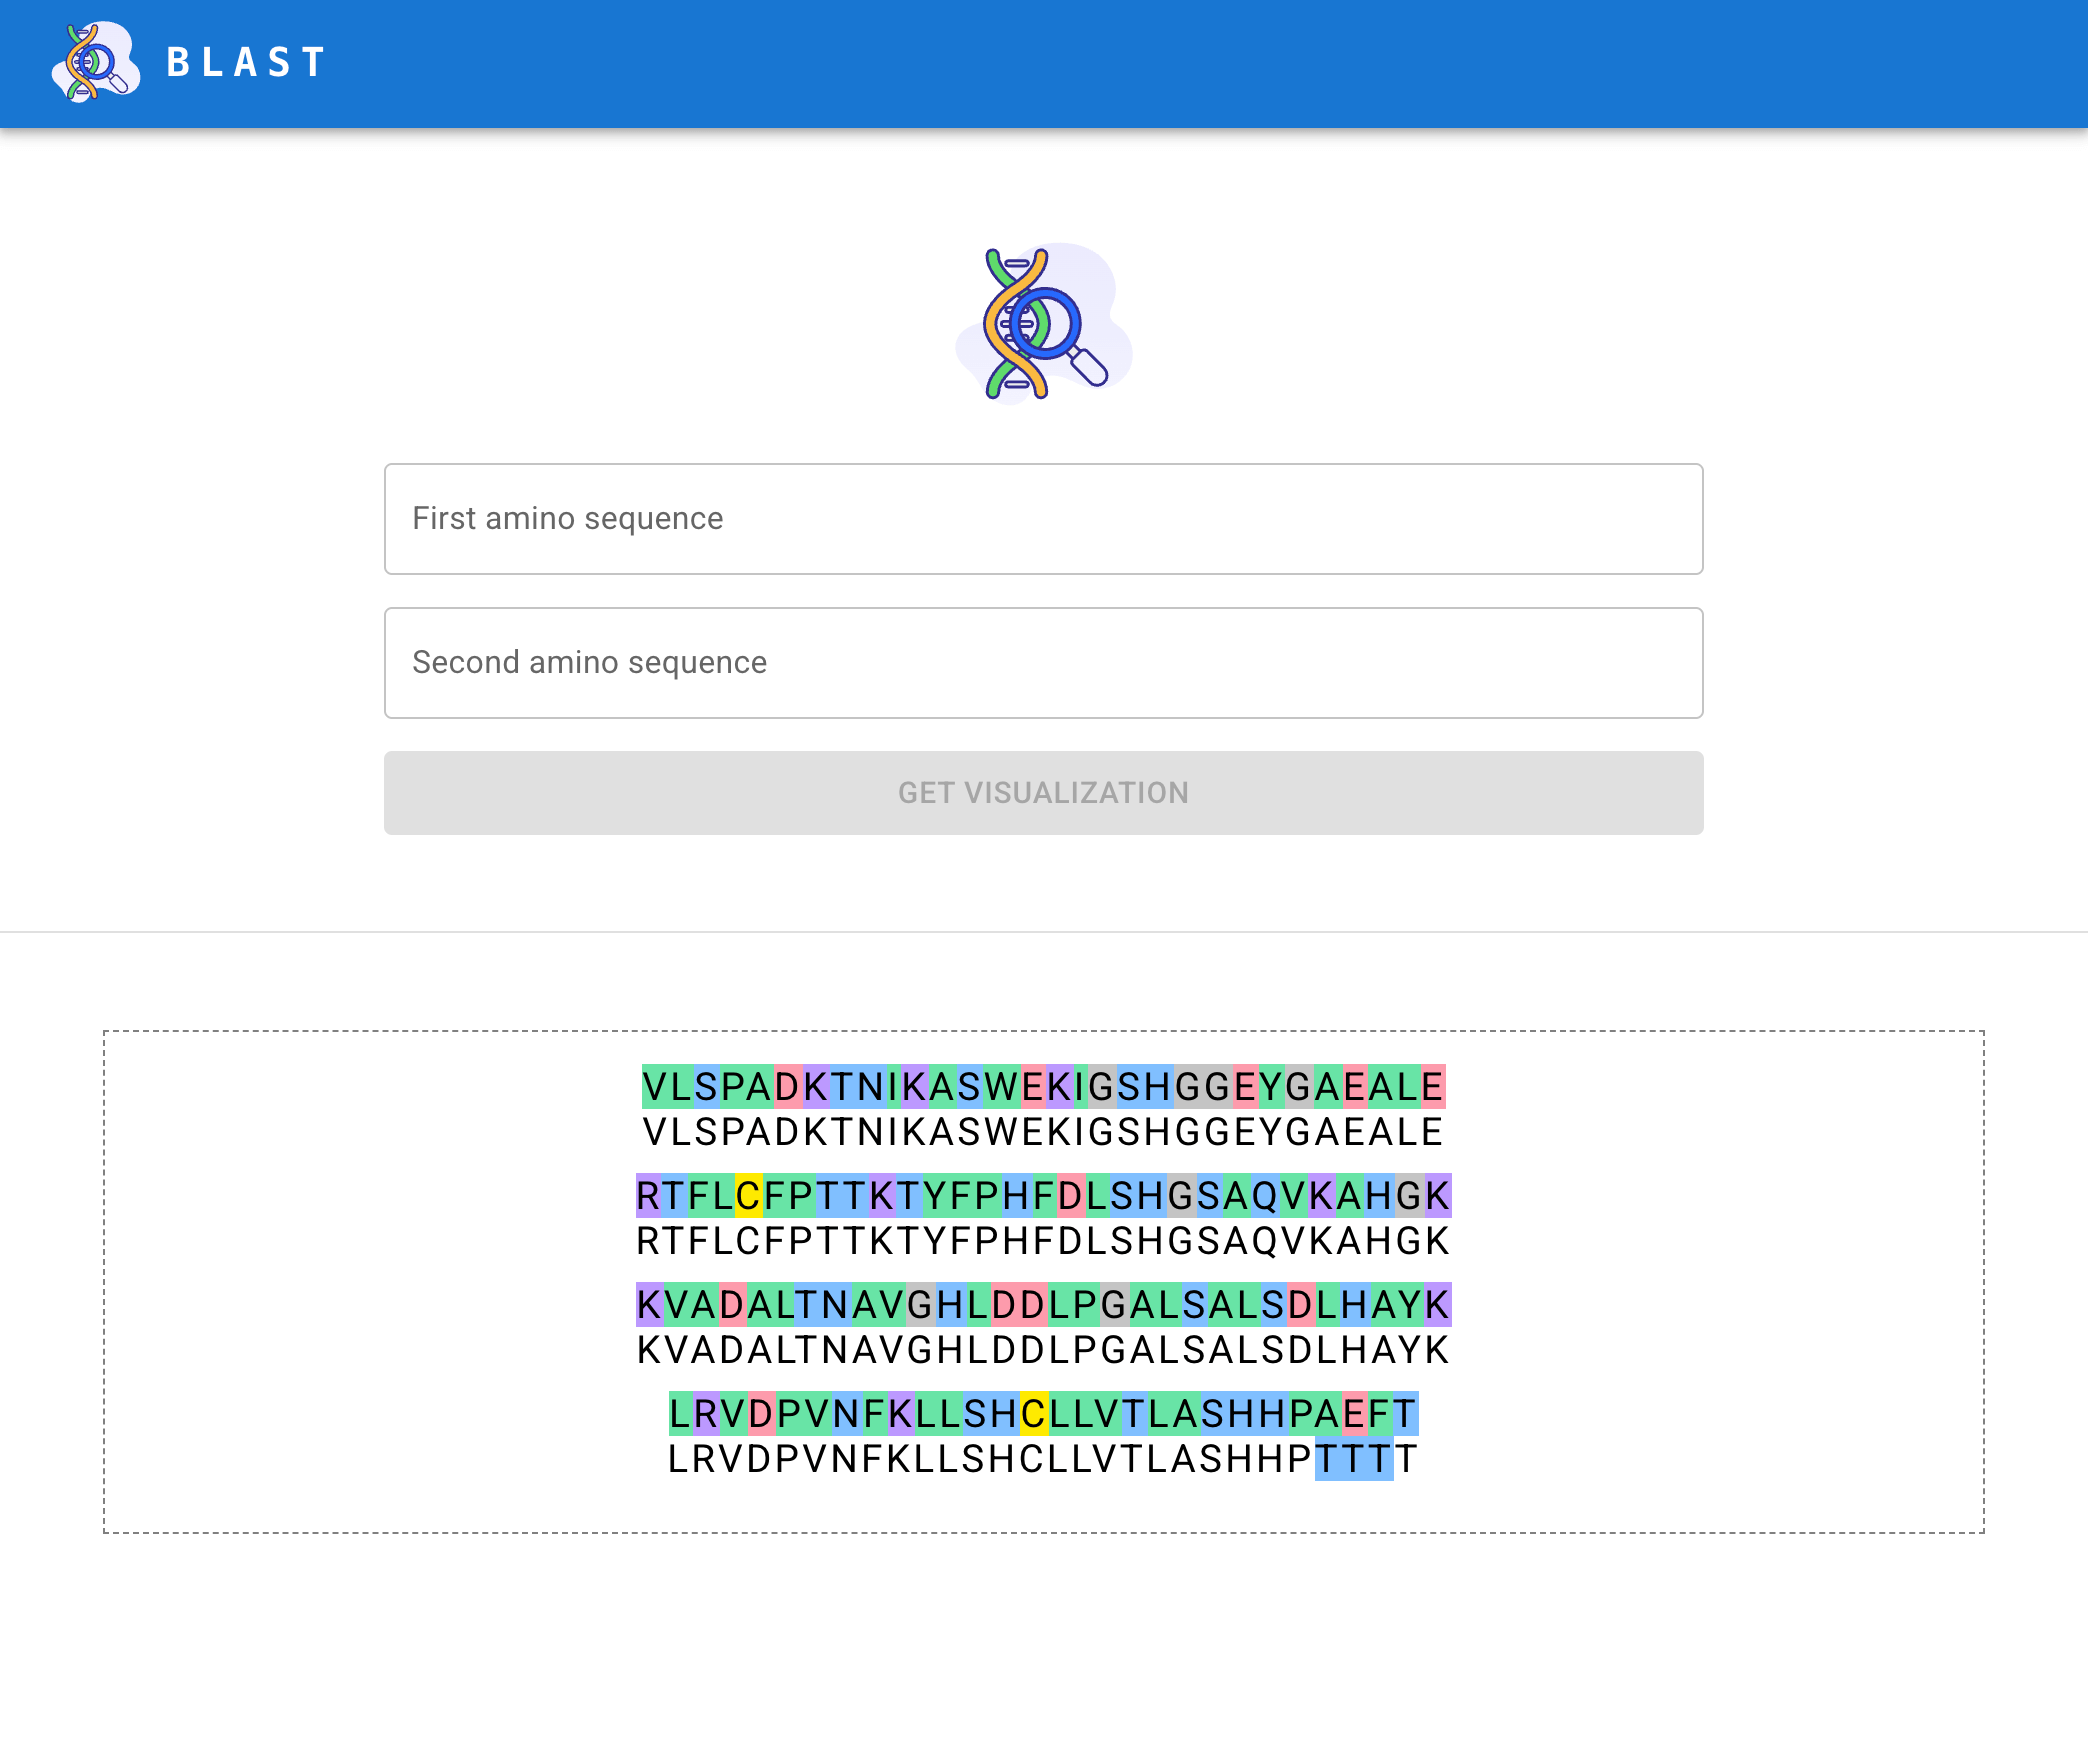 BLAST
First amino sequence
Second amino sequence
GET VISUALIZATION
VLSPADKTNIKASWEKIGSHGGEYGAEALE
VLSPADKTNIKASWEKIGSHGGEYGAEALE
RTFLCFPTTKTYFPHFDLSHGSAQVKAHGK
RTFLCFPTTKTYFPHFDLSHGSAQVKAHGK
KVADALTNAVGHLDDLPGALSALSDLHAYK
KVADALTNAVGHLDDLPGALSALSDLHAYK
LRVDPVNFKLLSHCLLVTLASHHPAEFT
LRVDPVNFKLLSHCLLVTLASHHPTTTT